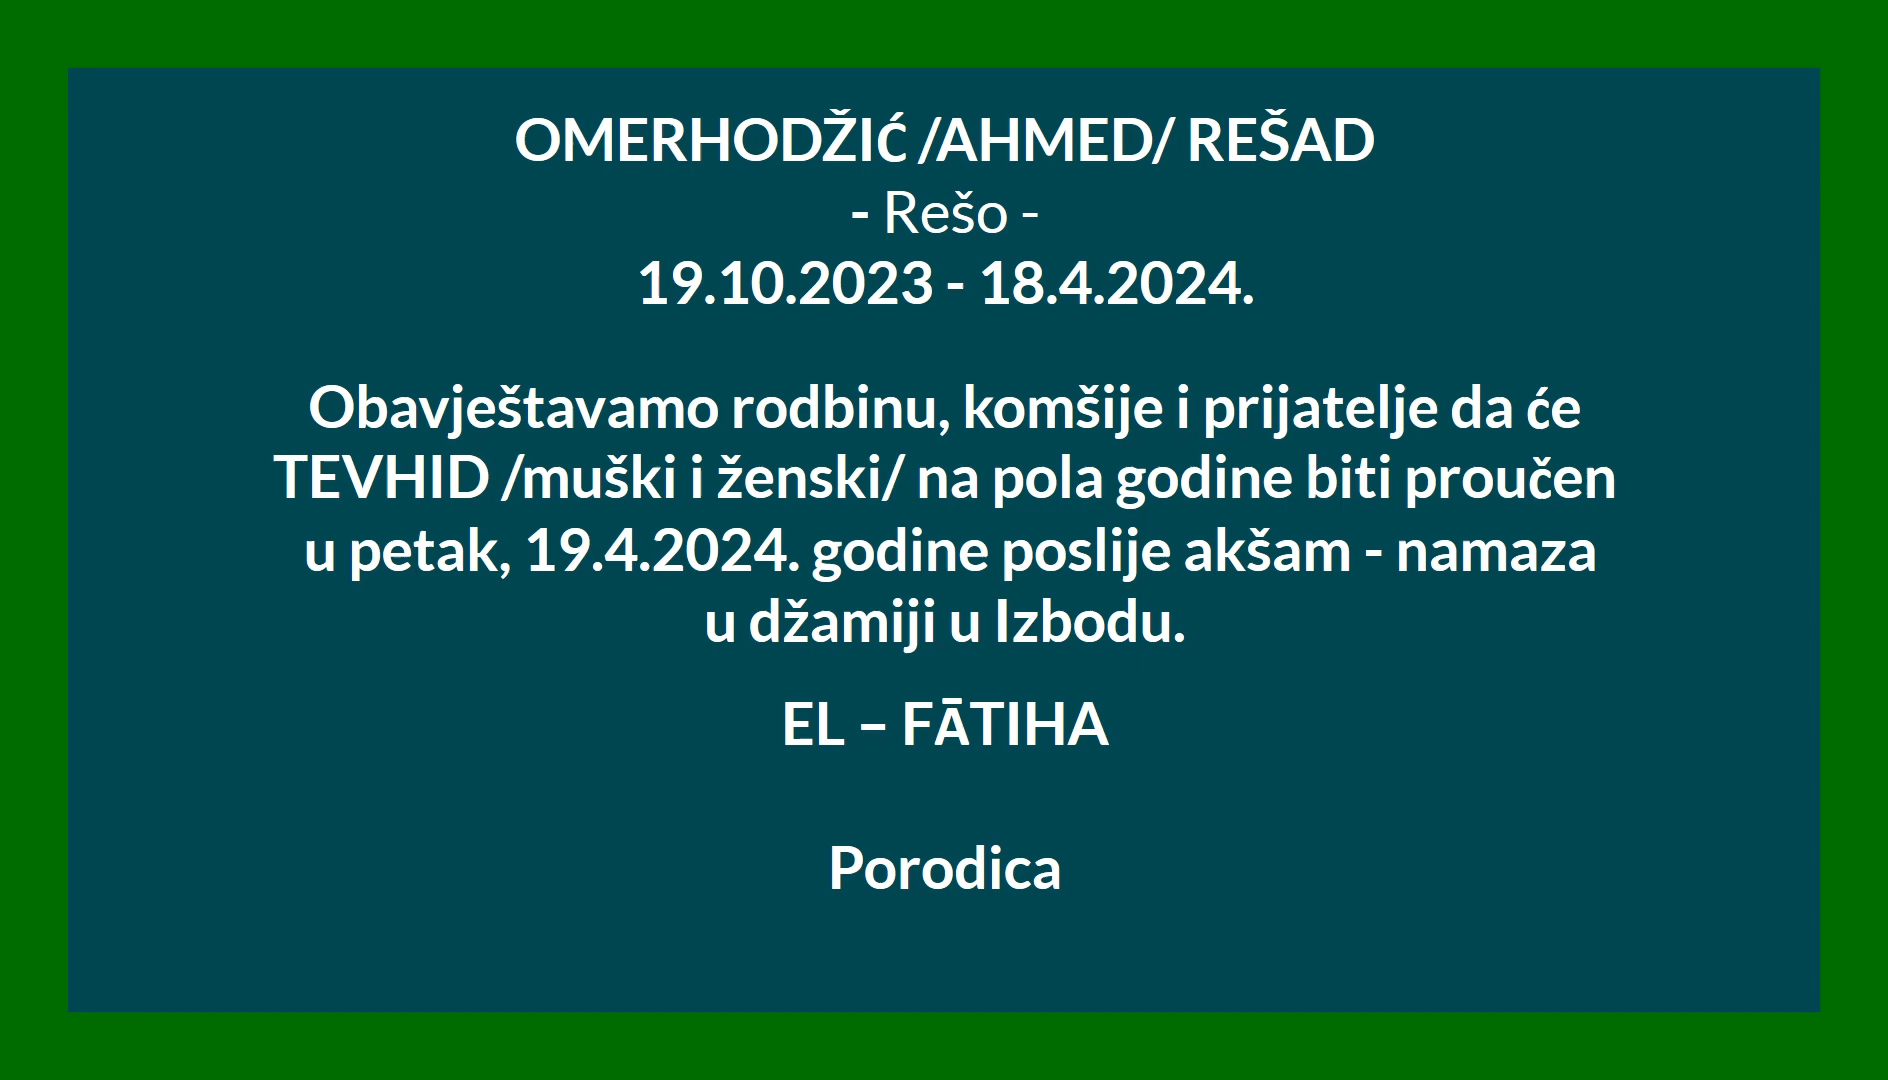 OMERHODŽIĆ /AHMED/ REŠAD
- Rešo -
19.10.2023 - 18.4.2024.
Obavještavamo rodbinu, komšije i prijatelje da će
TEVHID /muški i ženski/ na pola godine biti proučen
u petak, 19.4.2024. godine poslije akšam - namaza
u džamiji u Izbodu.
EL – FĀTIHA
Porodica